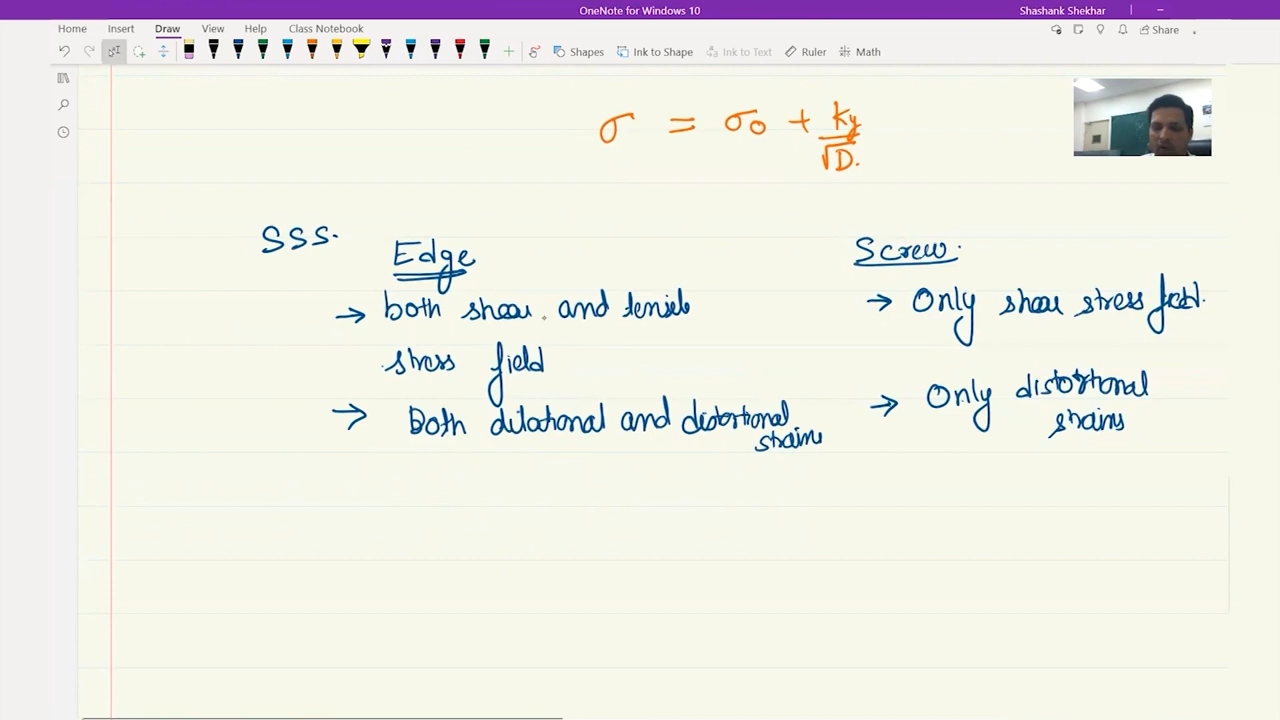 OneNote for Windows 10
Shashank Shekhar
Home Insert Draw View Help Class Notebook
Share
Shapes Ink to Shape Ink to Text Ruler Math
σ = σ₀ + ky/√D.
SSS.
Edge
Screw.
→ both shear and tensile
stress field
→ Only shear stress field.
→ Both dilational and distortional
strains
→ Only distortional
strains